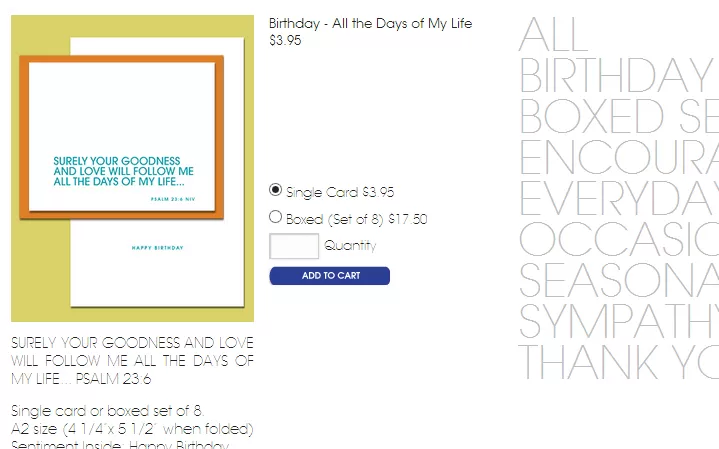 SURELY YOUR GOODNESS
AND LOVE WILL FOLLOW ME
ALL THE DAYS OF MY LIFE...
PSALM 23:6 NIV
HAPPY BIRTHDAY
SURELY YOUR GOODNESS AND LOVE
WILL FOLLOW ME ALL THE DAYS OF
MY LIFE... PSALM 23:6
Single card or boxed set of 8.
A2 size (4 1/4"x 5 1/2" when folded)
Sentiment Inside: Happy Birthday
Birthday - All the Days of My Life
$3.95
Single Card $3.95
Boxed (Set of 8) $17.50
Quantity
ADD TO CART
ALL
BIRTHDAY
BOXED SE
ENCOURA
EVERYDAY
OCCASIO
SEASONA
SYMPATHY
THANK YO